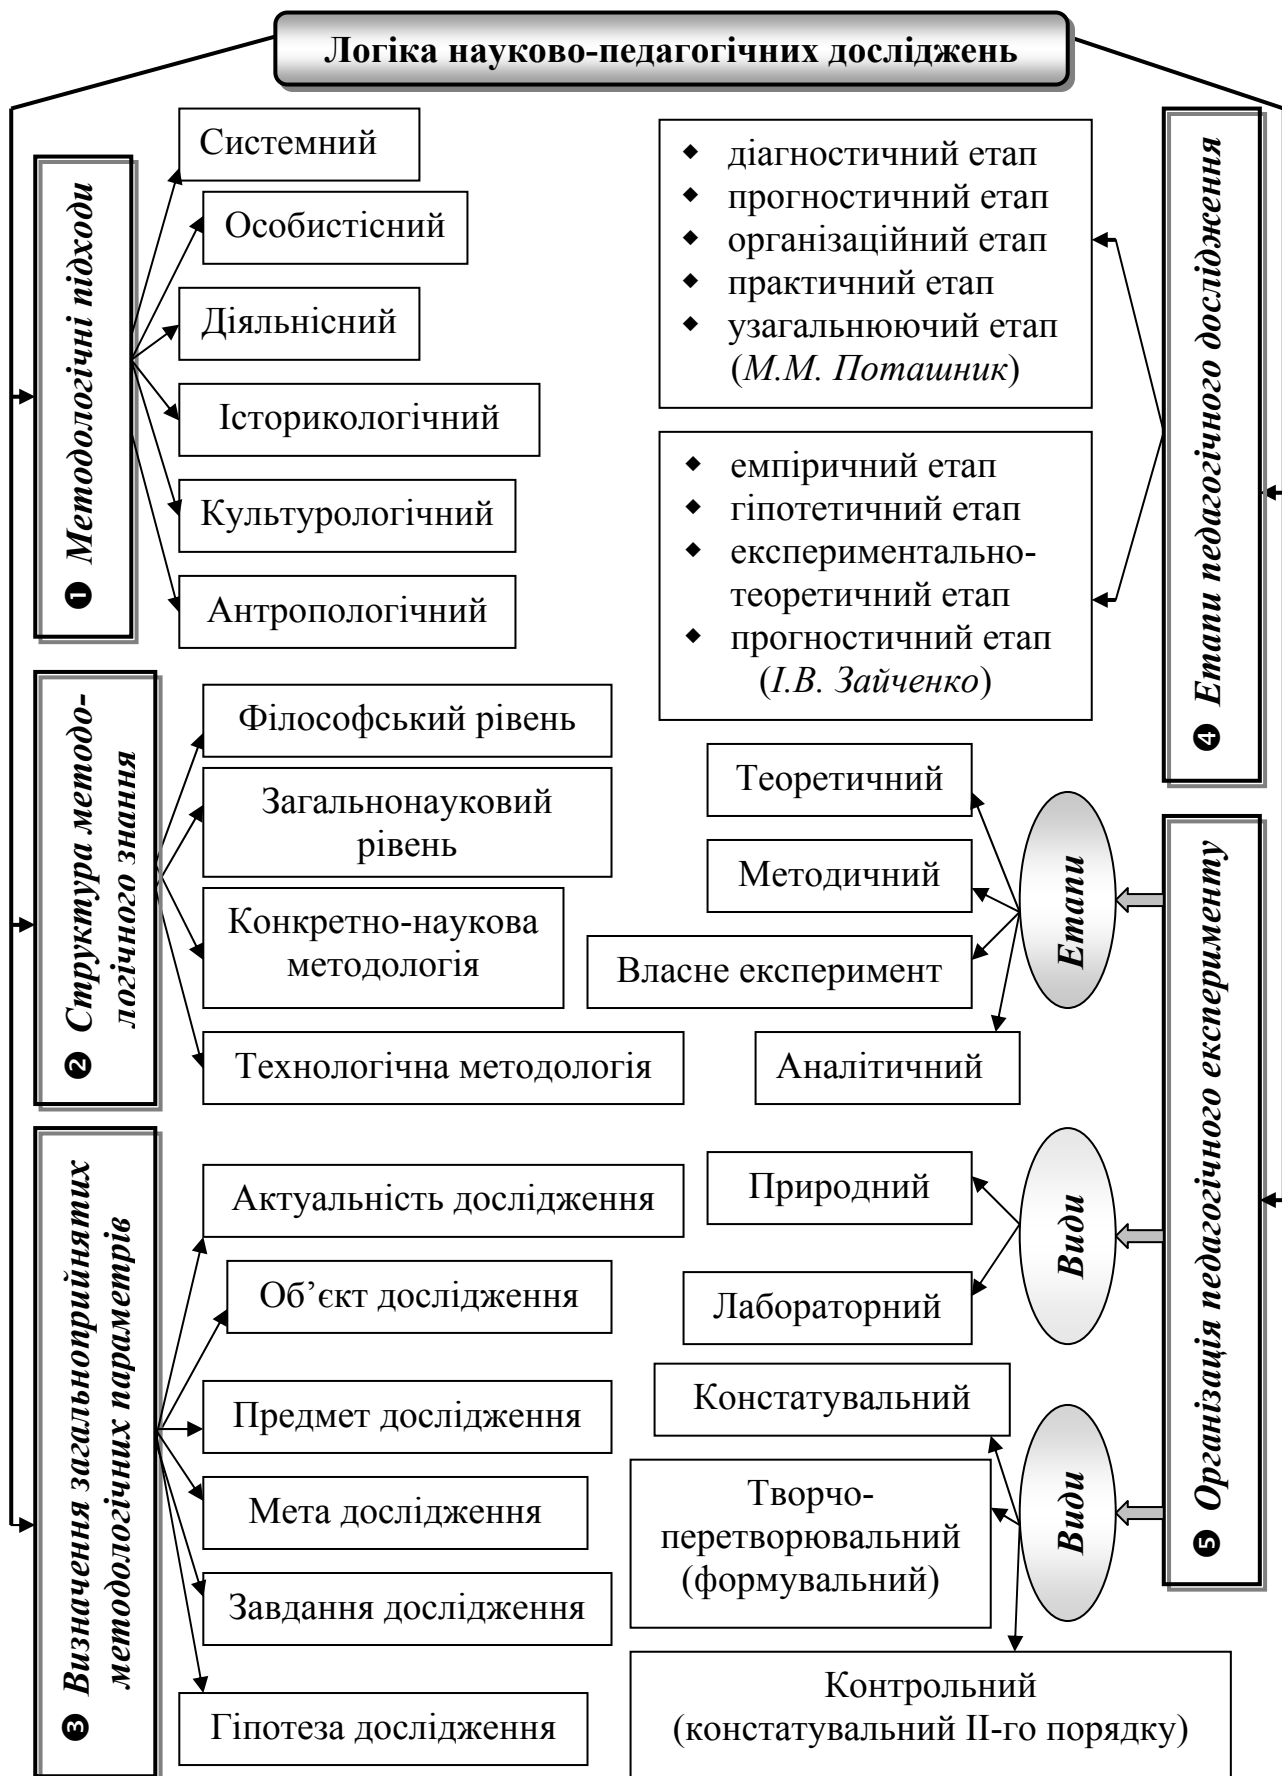 Логіка науково-педагогічних досліджень
❶ Методологічні підходи
Системний
Особистісний
Діяльнісний
Історикологічний
Культурологічний
Антропологічний
❷ Структура методо-
логічного знання
Філософський рівень
Загальнонауковий
рівень
Конкретно-наукова
методологія
Технологічна методологія
❸ Визначення загальноприйнятих
методологічних параметрів
Актуальність дослідження
Об’єкт дослідження
Предмет дослідження
Мета дослідження
Завдання дослідження
Гіпотеза дослідження
❹ Етапи педагогічного дослідження
◆ діагностичний етап
◆ прогностичний етап
◆ організаційний етап
◆ практичний етап
◆ узагальнюючий етап
(М.М. Поташник)
◆ емпіричний етап
◆ гіпотетичний етап
◆ експериментально-
теоретичний етап
◆ прогностичний етап
(І.В. Зайченко)
❺ Організація педагогічного експерименту
Етапи
Теоретичний
Методичний
Власне експеримент
Аналітичний
Види
Природний
Лабораторний
Види
Констатувальний
Творчо-
перетворювальний
(формувальний)
Контрольний
(констатувальний ІІ-го порядку)